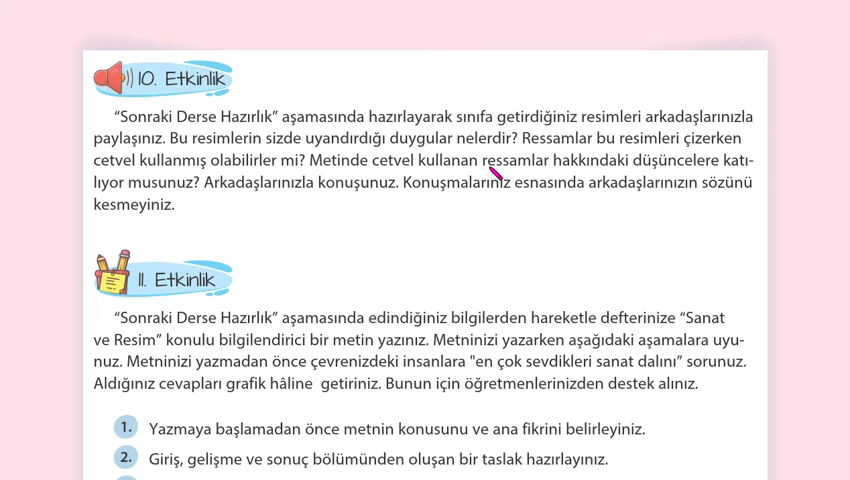 10. Etkinlik
“Sonraki Derse Hazırlık” aşamasında hazırlayarak sınıfa getirdiğiniz resimleri arkadaşlarınızla
paylaşınız. Bu resimlerin sizde uyandırdığı duygular nelerdir? Ressamlar bu resimleri çizerken
cetvel kullanmış olabilirler mi? Metinde cetvel kullanan ressamlar hakkındaki düşüncelere katı-
lıyor musunuz? Arkadaşlarınızla konuşunuz. Konuşmalarınız esnasında arkadaşlarınızın sözünü
kesmeyiniz.
11. Etkinlik
“Sonraki Derse Hazırlık” aşamasında edindiğiniz bilgilerden hareketle defterinize “Sanat
ve Resim” konulu bilgilendirici bir metin yazınız. Metninizi yazarken aşağıdaki aşamalara uyu-
nuz. Metninizi yazmadan önce çevrenizdeki insanlara "en çok sevdikleri sanat dalını” sorunuz.
Aldığınız cevapları grafik hâline getiriniz. Bunun için öğretmenlerinizden destek alınız.
1. Yazmaya başlamadan önce metnin konusunu ve ana fikrini belirleyiniz.
2. Giriş, gelişme ve sonuç bölümünden oluşan bir taslak hazırlayınız.